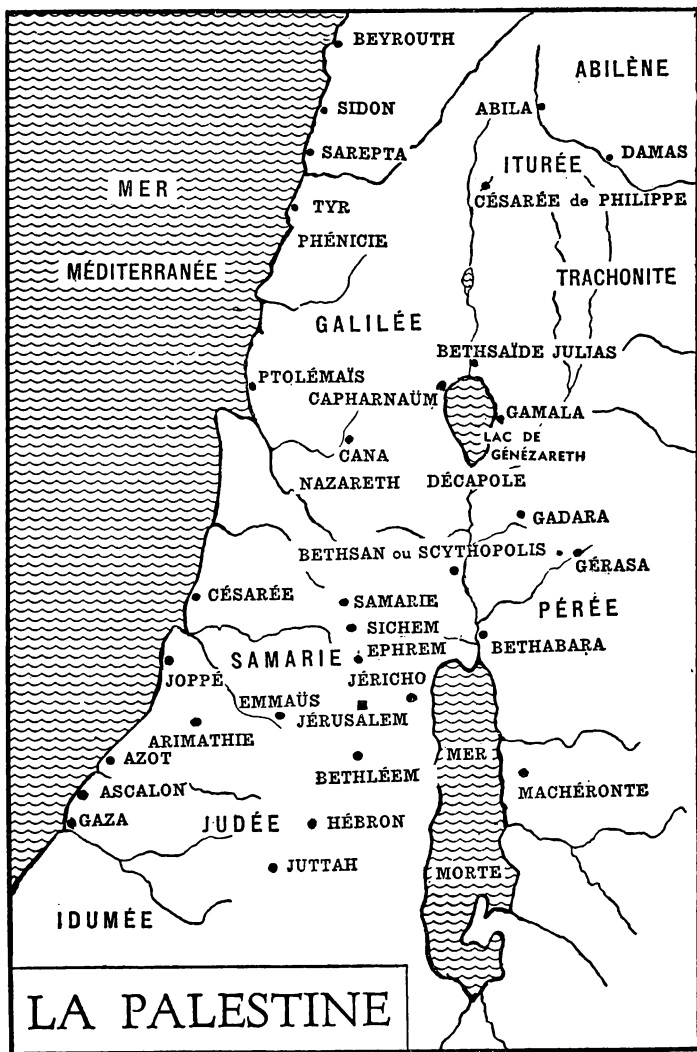 BEYROUTH
ABILÈNE
SIDON
ABILA
SAREPTA
DAMAS
ITURÉE
MER
CÉSARÉE de PHILIPPE
TYR
PHÉNICIE
MÉDITERRANÉE
TRACHONITE
GALILÉE
BETHSAÏDE JULIAS
PTOLÉMAÏS
CAPHARNAÜM
GAMALA
LAC DE
GÉNÉZARETH
CANA
NAZARETH
DÉCAPOLE
GADARA
BETHSAN ou SCYTHOPOLIS
GÉRASA
CÉSARÉE
SAMARIE
PÉRÉE
SICHEM
EPHREM
BETHABARA
SAMARIE
JOPPÉ
JÉRICHO
EMMAÜS
JÉRUSALEM
ARIMATHIE
AZOT
MER
BETHLÉEM
ASCALON
MACHÉRONTE
GAZA
JUDÉE
HÉBRON
JUTTAH
MORTE
IDUMÉE
LA PALESTINE